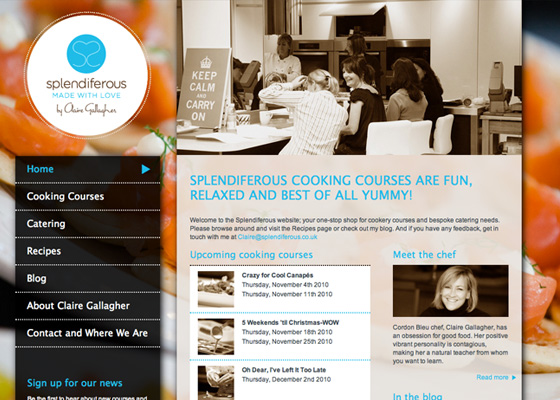 splendiferous
MADE WITH LOVE
by Claire Gallagher
KEEP
CALM
AND
CARRY
ON
Home
Cooking Courses
Catering
Recipes
Blog
About Claire Gallagher
Contact and Where We Are
Sign up for our news
Be the first to hear about new courses and
SPLENDIFEROUS COOKING COURSES ARE FUN,
RELAXED AND BEST OF ALL YUMMY!
Welcome to the Splendiferous website; your one-stop shop for cookery courses and bespoke catering needs.
Please browse around and visit the Recipes page or check out my blog. And if you have any feedback, get in
touch with me at Claire@splendiferous.co.uk
Upcoming cooking courses
Crazy for Cool Canapés
Thursday, November 4th 2010
Thursday, November 11th 2010
5 Weekends 'til Christmas-WOW
Thursday, November 18th 2010
Thursday, November 25th 2010
Oh Dear, I've Left It Too Late
Thursday, December 2nd 2010
Meet the chef
Cordon Bleu chef, Claire Gallagher, has
an obsession for good food. Her positive
vibrant personality is contagious,
making her a natural teacher from whom
you want to learn.
Read more
In the blog